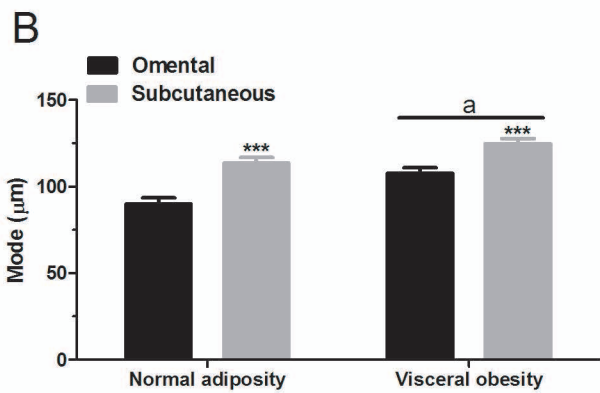 B
Omental
Subcutaneous
150
a
***
***
100
Mode (μm)
50
0
Normal adiposity
Visceral obesity